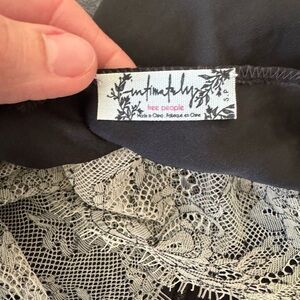 intimately
free people
Made in China . Fabriqué en Chine
S P